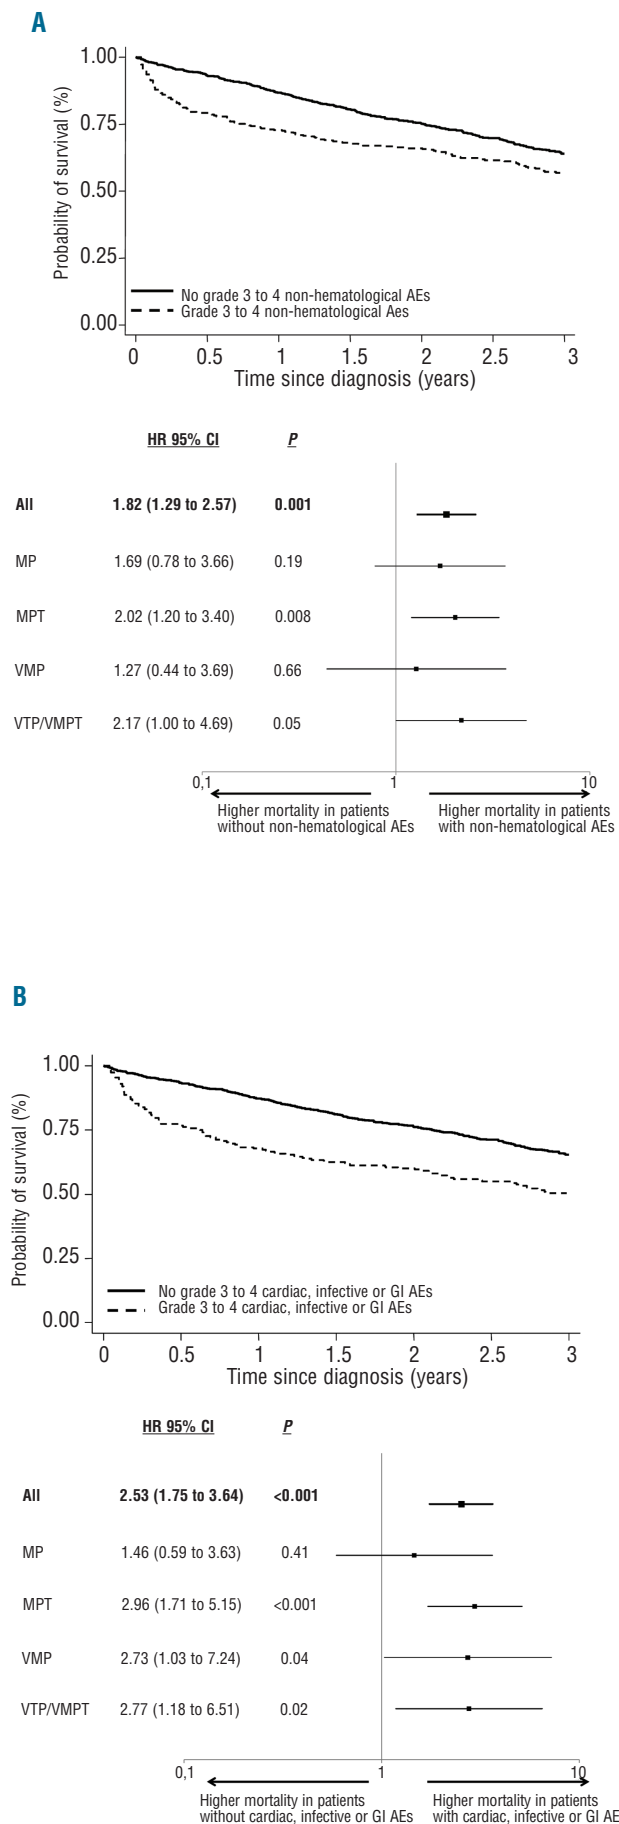 A
Probability of survival (%)
1.00
0.75
0.50
0.25
0.00
No grade 3 to 4 non-hematological AEs
Grade 3 to 4 non-hematological Aes
0 0.5 1 1.5 2 2.5 3
Time since diagnosis (years)
HR 95% CI P
All 1.82 (1.29 to 2.57) 0.001
MP 1.69 (0.78 to 3.66) 0.19
MPT 2.02 (1.20 to 3.40) 0.008
VMP 1.27 (0.44 to 3.69) 0.66
VTP/VMPT 2.17 (1.00 to 4.69) 0.05
0,1 1 10
Higher mortality in patients
without non-hematological AEs
Higher mortality in patients
with non-hematological AEs
B
Probability of survival (%)
1.00
0.75
0.50
0.25
0.00
No grade 3 to 4 cardiac, infective or GI AEs
Grade 3 to 4 cardiac, infective or GI AEs
0 0.5 1 1.5 2 2.5 3
Time since diagnosis (years)
HR 95% CI P
All 2.53 (1.75 to 3.64) <0.001
MP 1.46 (0.59 to 3.63) 0.41
MPT 2.96 (1.71 to 5.15) <0.001
VMP 2.73 (1.03 to 7.24) 0.04
VTP/VMPT 2.77 (1.18 to 6.51) 0.02
0,1 1 10
Higher mortality in patients
without cardiac, infective or GI AEs
Higher mortality in patients
with cardiac, infective or GI AE